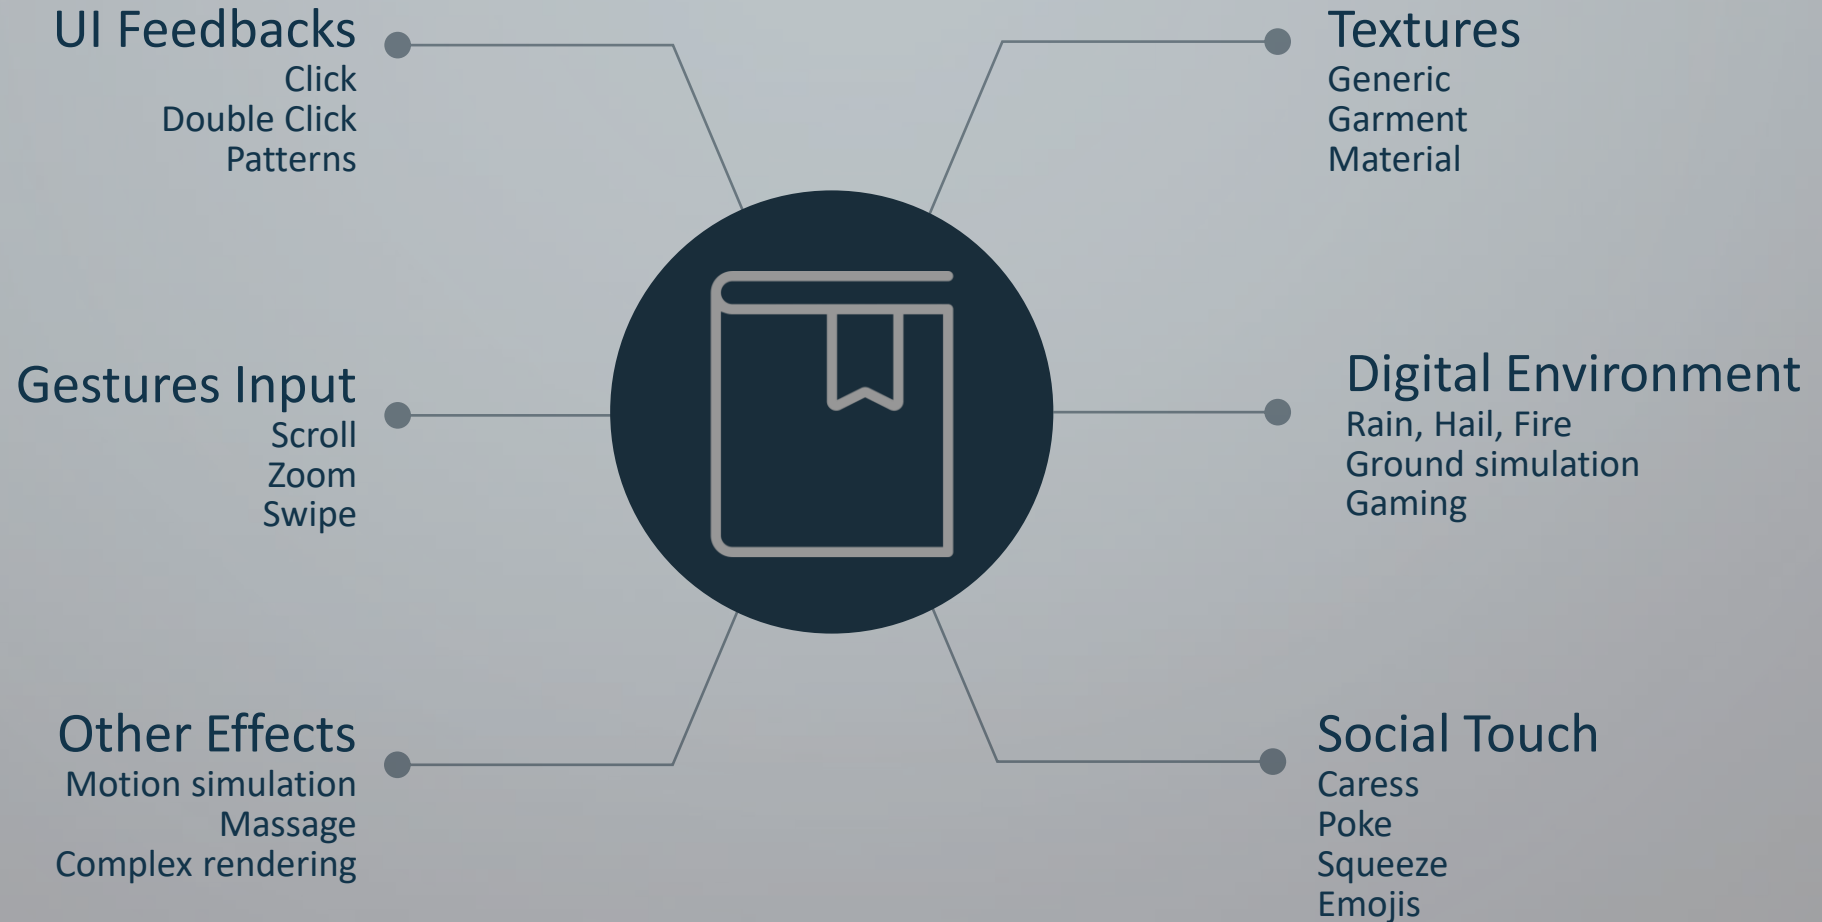 UI Feedbacks
Click
Double Click
Patterns
Gestures Input
Scroll
Zoom
Swipe
Other Effects
Motion simulation
Massage
Complex rendering
Textures
Generic
Garment
Material
Digital Environment
Rain, Hail, Fire
Ground simulation
Gaming
Social Touch
Caress
Poke
Squeeze
Emojis